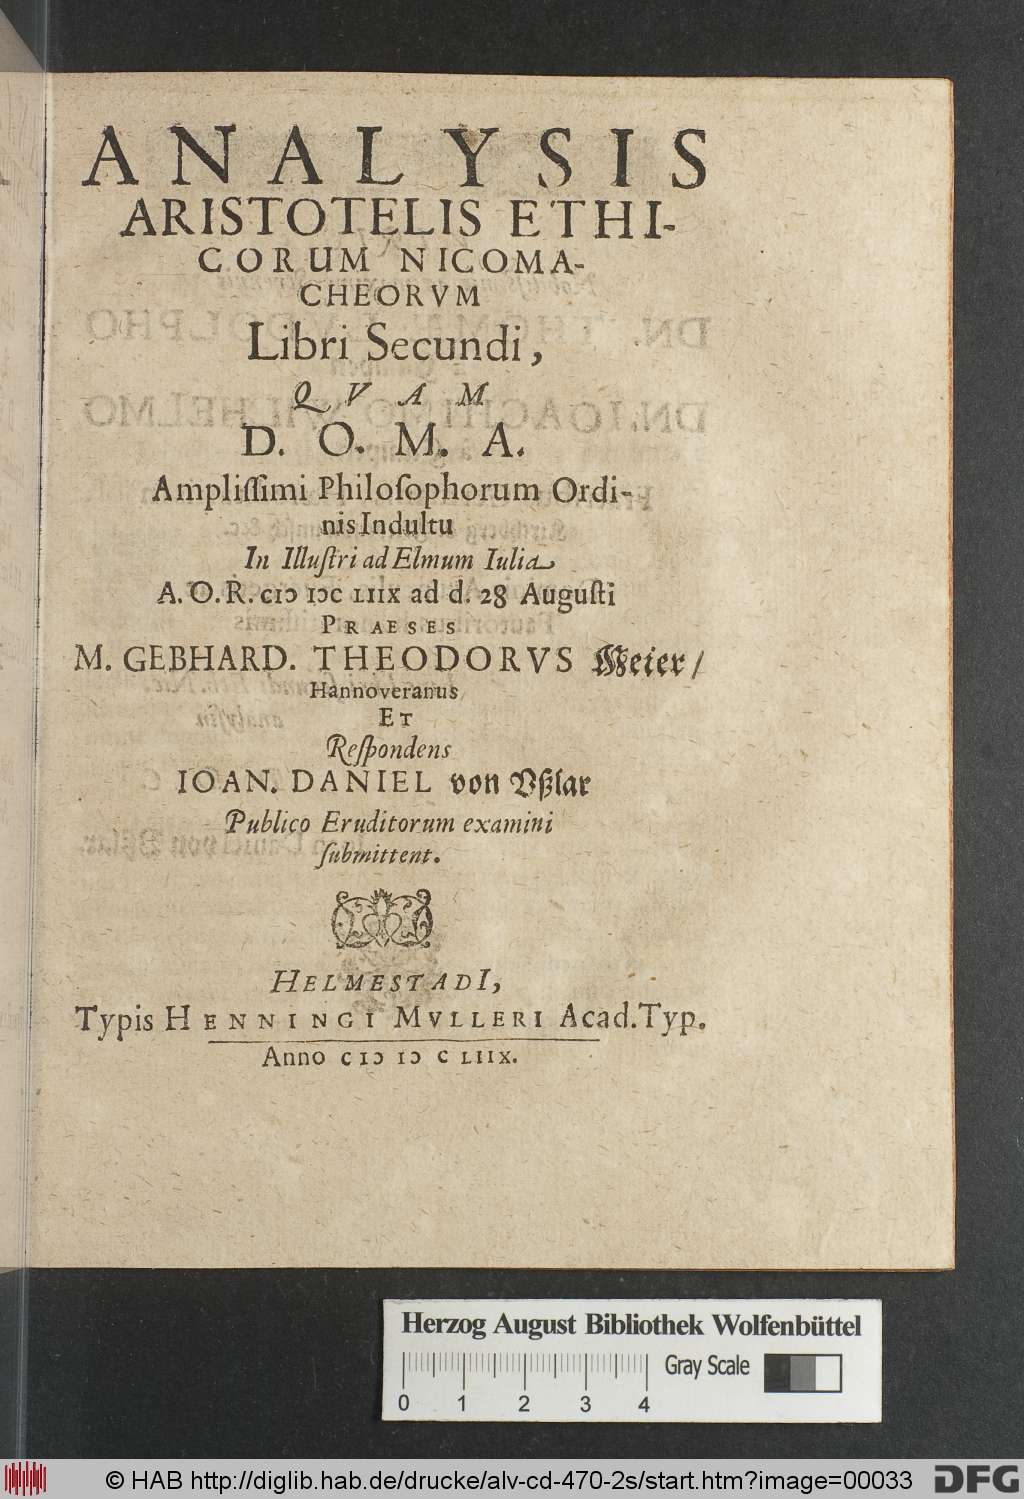 ANALYSIS
ARISTOTELIS ETHI-
CORUM NICOMA-
CHEORVM
Libri Secundi,
QVAM
D. O. M. A.
Ampliſſimi Philoſophorum Ordi-
nis Indultu
In Illuſtri ad Elmum Iulia
A. O. R. cIↄ Iↄc LIIX ad d. 28 Auguſti
PRAESES
M. GEBHARD. THEODORVS Meier/
Hannoveranus
ET
Reſpondens
IOAN. DANIEL von Vßlar
Publico Eruditorum examini
ſubmittent.
HELMESTADI,
Typis HENNINGI MVLLERI Acad. Typ.
Anno cIↄ Iↄ c LIIX.
Herzog August Bibliothek Wolfenbüttel
Gray Scale
0 1 2 3 4
© HAB http://diglib.hab.de/drucke/alv-cd-470-2s/start.htm?image=00033
DFG